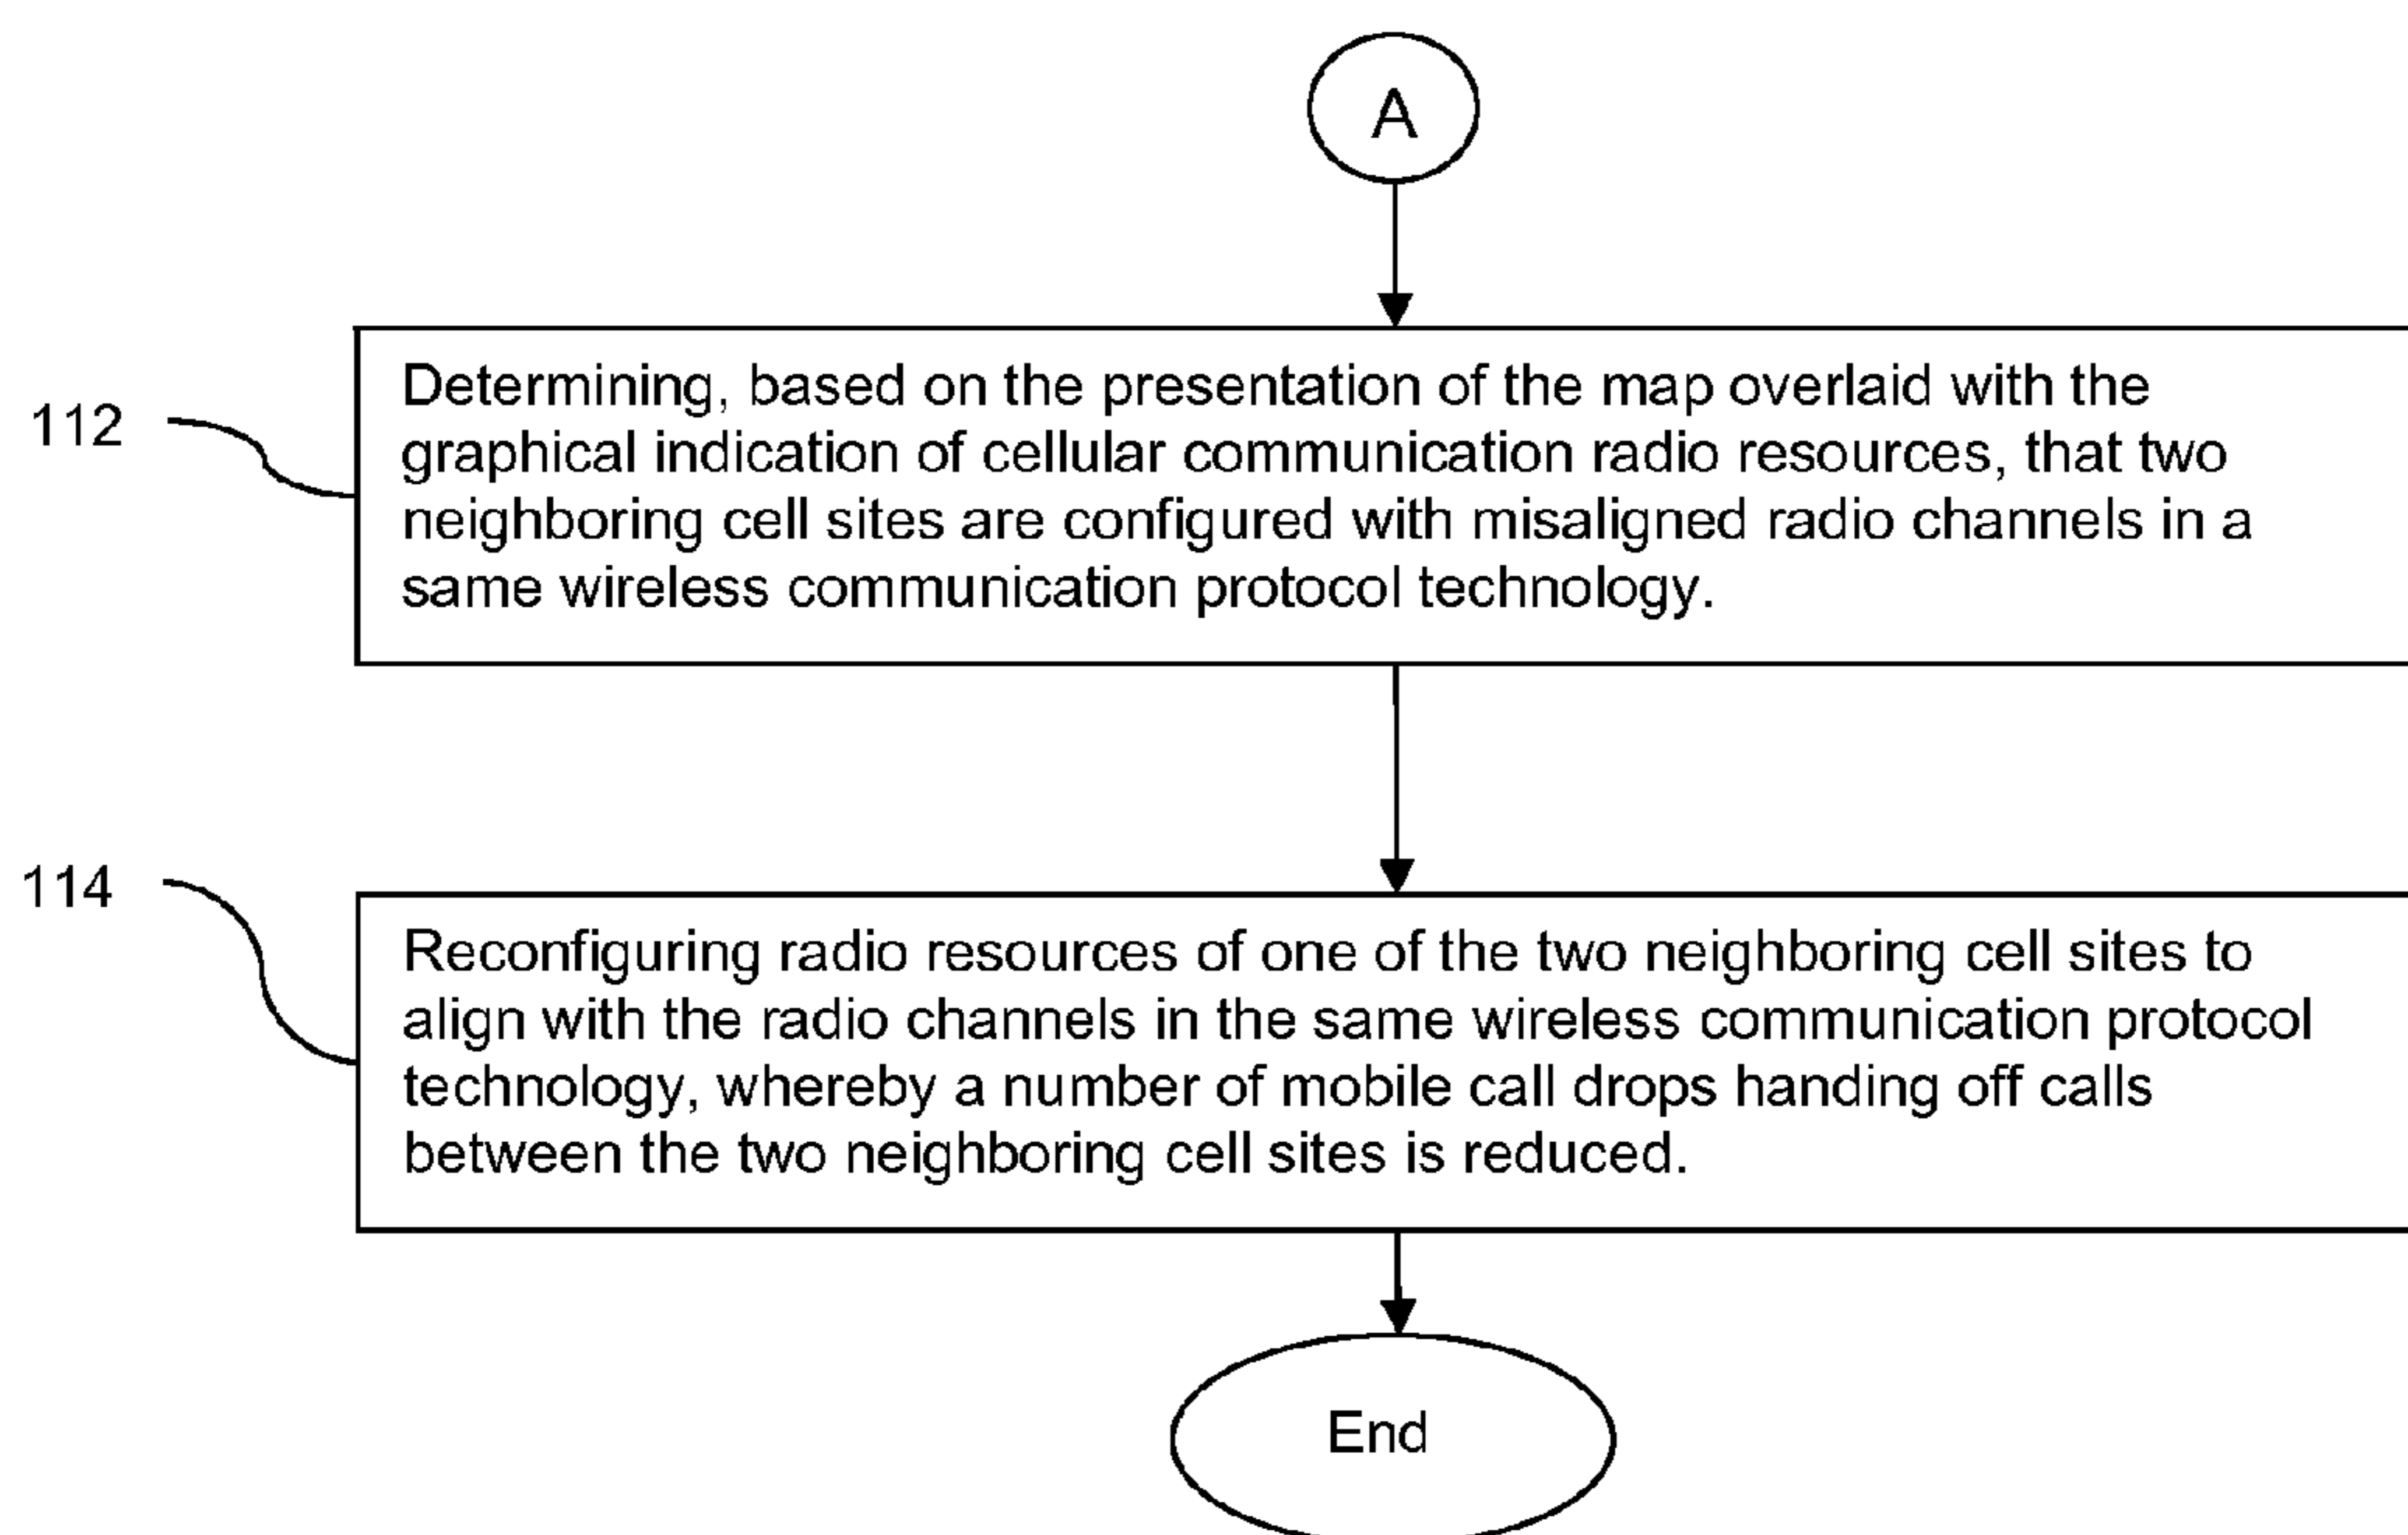 A
112
Determining, based on the presentation of the map overlaid with the
graphical indication of cellular communication radio resources, that two
neighboring cell sites are configured with misaligned radio channels in a
same wireless communication protocol technology.
114
Reconfiguring radio resources of one of the two neighboring cell sites to
align with the radio channels in the same wireless communication protocol
technology, whereby a number of mobile call drops handing off calls
between the two neighboring cell sites is reduced.
End